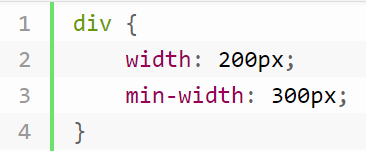 1 div {
2     width: 200px;
3     min-width: 300px;
4 }